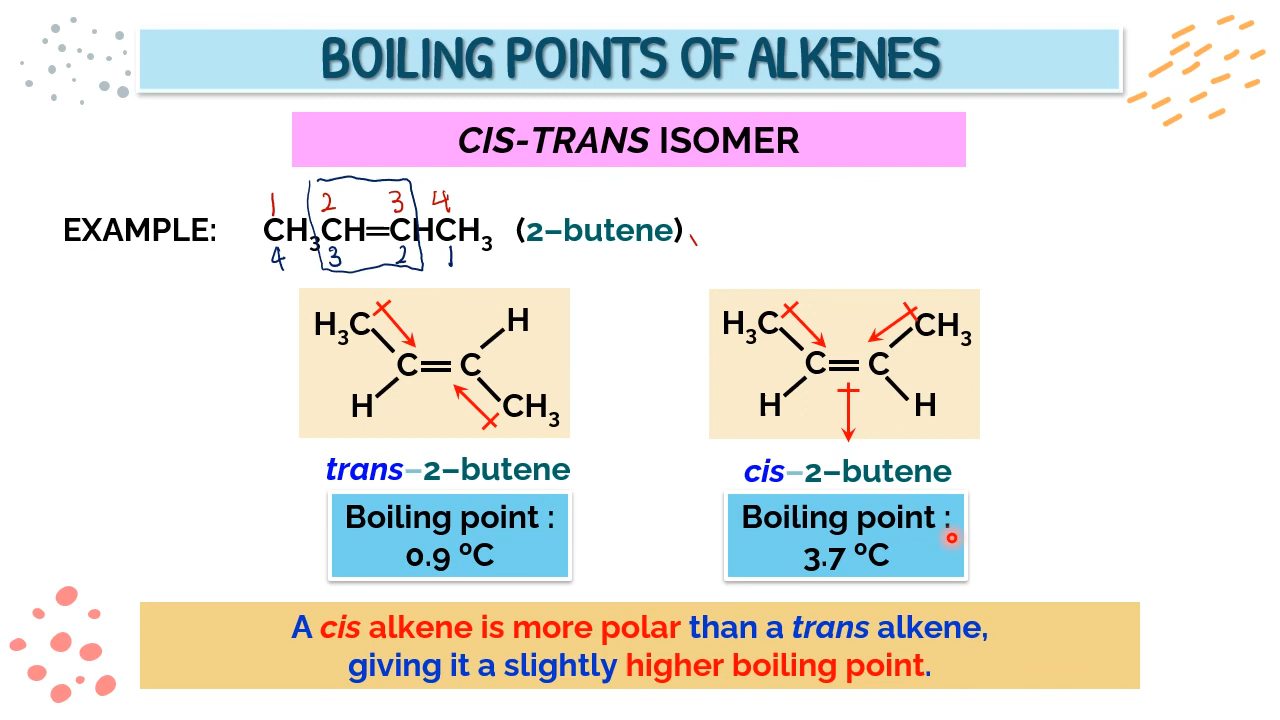 BOILING POINTS OF ALKENES
CIS-TRANS ISOMER
1 2 3 4
EXAMPLE: CH₃CH=CHCH₃ (2–butene)
4 3 2 1
H₃C H
C=C
H CH₃
trans–2–butene
Boiling point :
0.9 ºC
H₃C CH₃
C=C
H H
cis–2–butene
Boiling point :
3.7 ºC
A cis alkene is more polar than a trans alkene,
giving it a slightly higher boiling point.